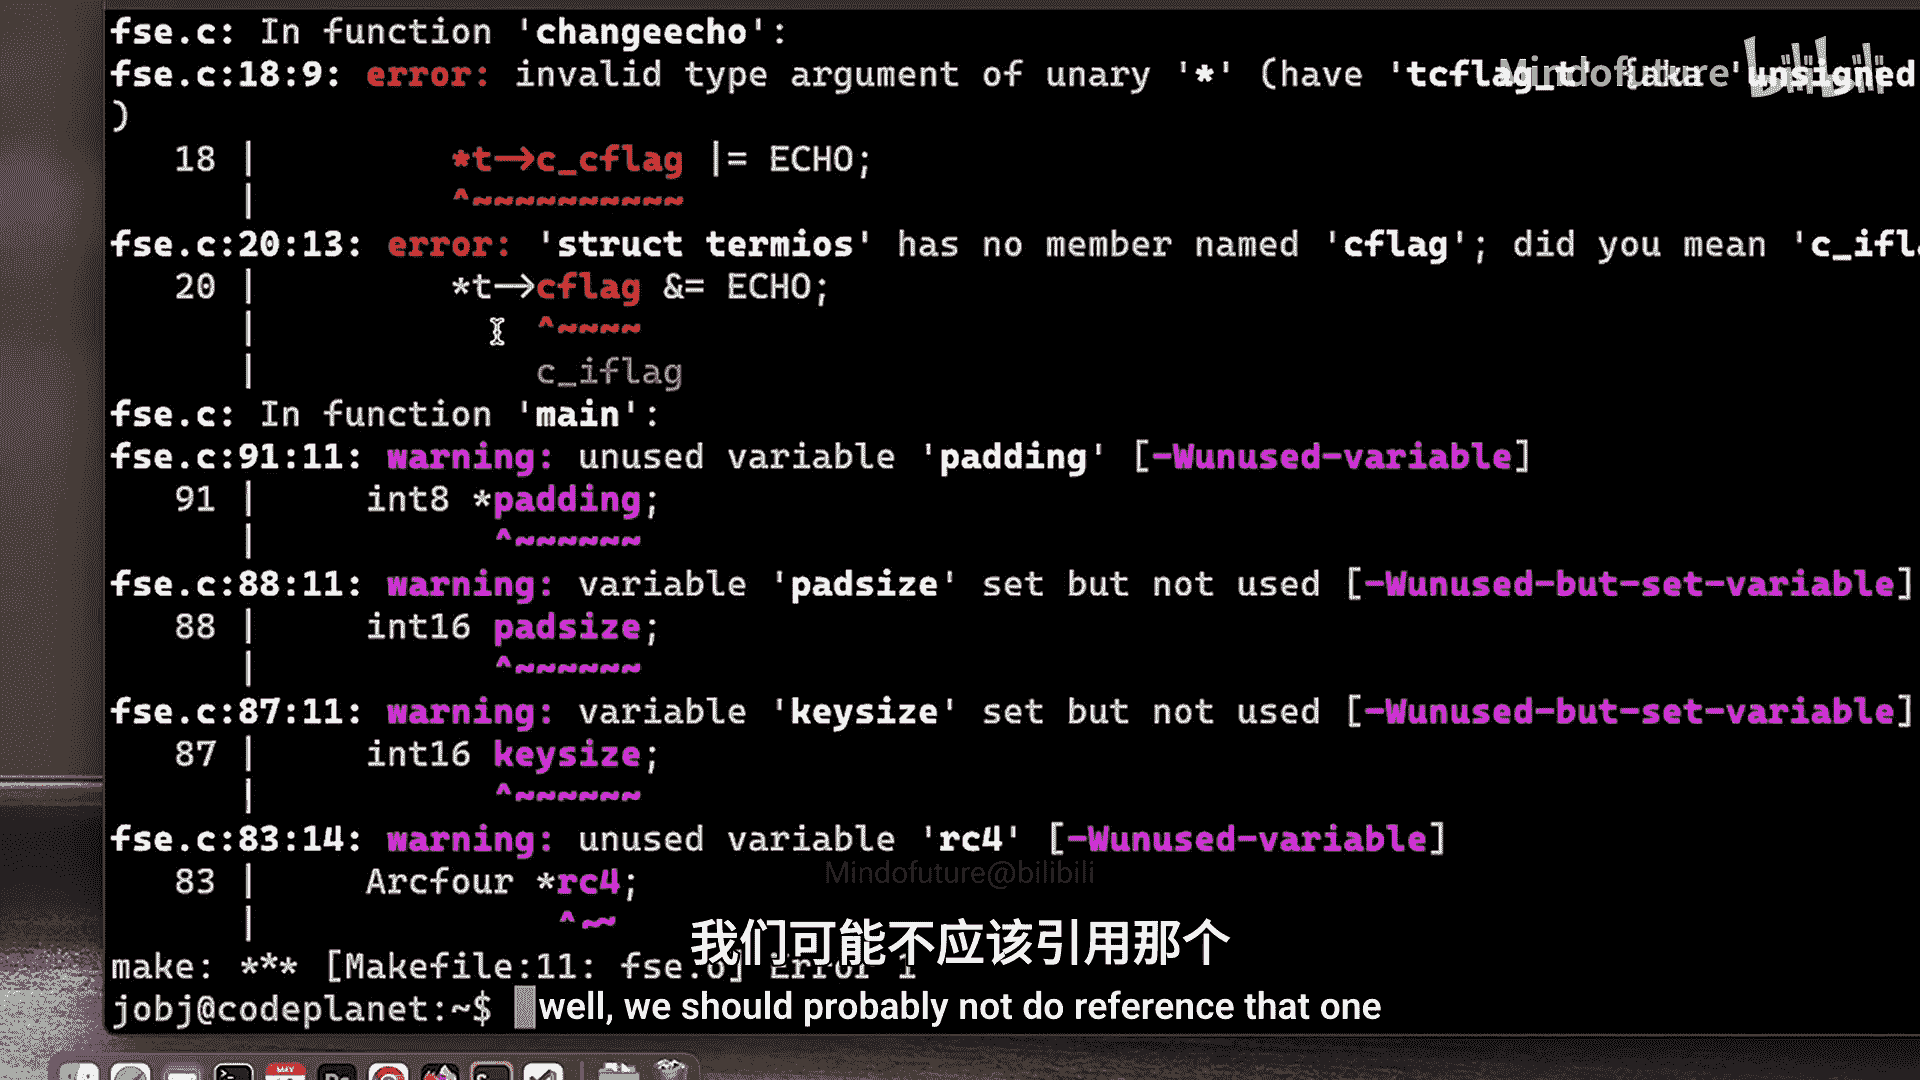 fse.c: In function 'changeecho':
fse.c:18:9: error: invalid type argument of unary '*' (have 'tcflag_t' {aka 'unsigned
Mindofuture bilibili
)
18 | *t->c_cflag |= ECHO;
| ^~~~~~~~~~~
fse.c:20:13: error: 'struct termios' has no member named 'cflag'; did you mean 'c_ifl
20 | *t->cflag &= ECHO;
| ^~~~~
| c_iflag
fse.c: In function 'main':
fse.c:91:11: warning: unused variable 'padding' [-Wunused-variable]
91 | int8 *padding;
| ^~~~~~~
fse.c:88:11: warning: variable 'padsize' set but not used [-Wunused-but-set-variable]
88 | int16 padsize;
| ^~~~~~~
fse.c:87:11: warning: variable 'keysize' set but not used [-Wunused-but-set-variable]
87 | int16 keysize;
| ^~~~~~~
fse.c:83:14: warning: unused variable 'rc4' [-Wunused-variable]
Mindofuture@bilibili
83 | Arcfour *rc4;
| ^~~
我们可能不应该引用那个
make: *** [Makefile:11: fse.o] Error 1
jobj@codeplanet:~$
well, we should probably not do reference that one